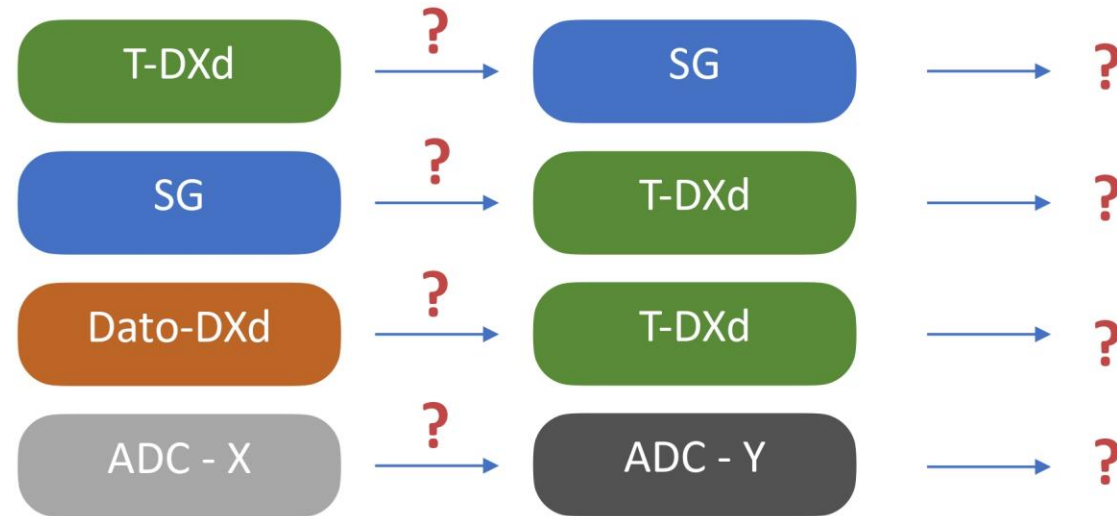 T-DXd ? SG ?
SG ? T-DXd ?
Dato-DXd ? T-DXd ?
ADC - X ? ADC - Y ?